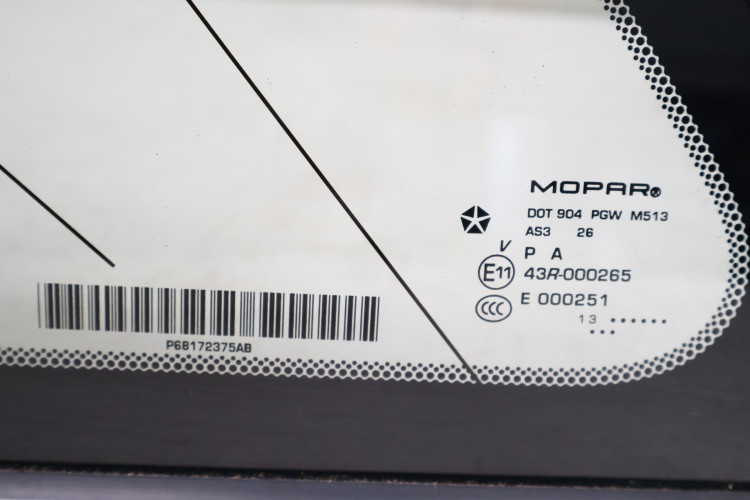 MOPAR®
DOT 904 PGW M513
AS3 26
V
P A
E11 43R-000265
CCC E 000251
13 ......
...
P68172375AB